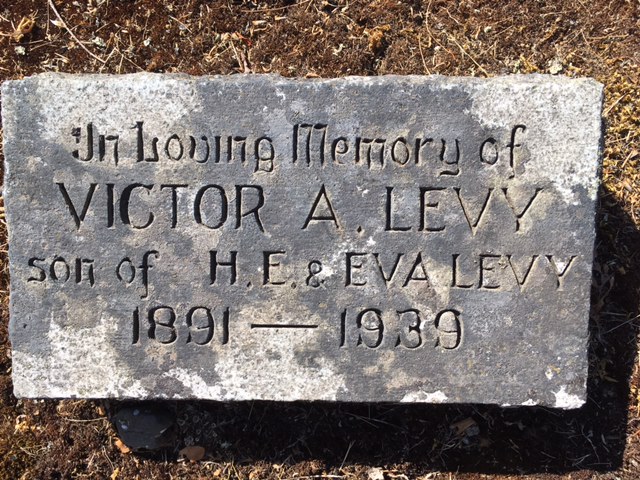 In Loving Memory of
VICTOR A. LEVY
son of H.E. & EVA LEVY
1891 — 1939